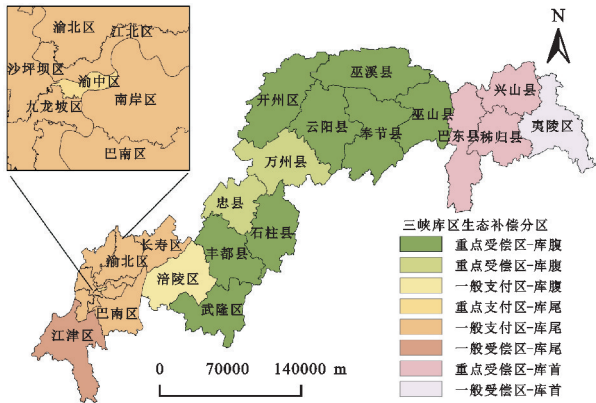 渝北区
江北区
沙坪坝区
渝中区
九龙坡区
南岸区
巴南区
N
巫溪县
开州区
云阳县
奉节县
巫山县
兴山县
巴东县
秭归县
夷陵区
万州县
忠县
石柱县
丰都县
长寿区
渝北区
涪陵区
武隆区
巴南区
江津区
三峡库区生态补偿分区
重点受偿区-库腹
重点受偿区-库腹
一般支付区-库腹
重点支付区-库尾
一般支付区-库尾
一般受偿区-库尾
重点受偿区-库首
一般受偿区-库首
0 70000 140000 m